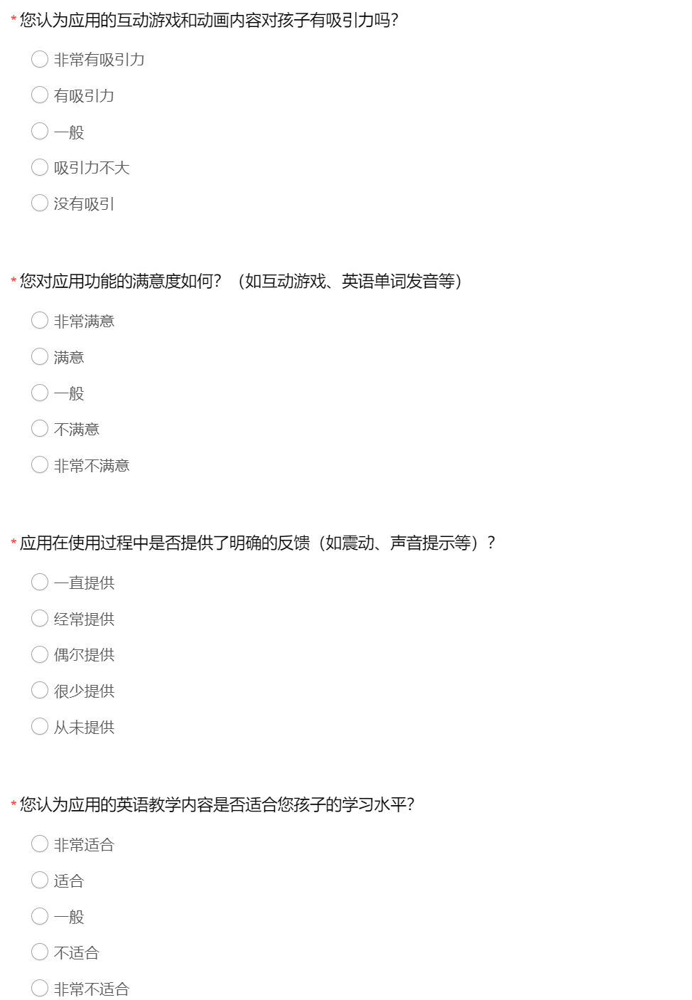 * 您认为应用的互动游戏和动画内容对孩子有吸引力吗？
非常有吸引力
有吸引力
一般
吸引力不大
没有吸引
* 您对应用功能的满意度如何？（如互动游戏、英语单词发音等）
非常满意
满意
一般
不满意
非常不满意
* 应用在使用过程中是否提供了明确的反馈（如震动、声音提示等）？
一直提供
经常提供
偶尔提供
很少提供
从未提供
* 您认为应用的英语教学内容是否适合您孩子的学习水平？
非常适合
适合
一般
不适合
非常不适合